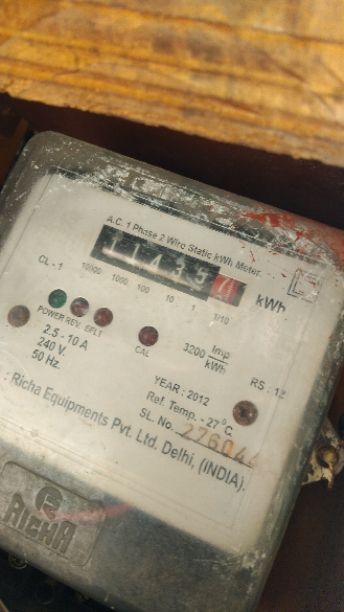 A.C. 1 Phase 2 Wire Static kWh Meter
11435
kWh
CL - 1
10000 1000 100 10 1 1/10
POWER REV. EFLT
CAL
3200 Imp/kWh
2.5 - 10 A
240 V.
50 Hz.
YEAR : 2012
RS : 12
Ref. Temp. - 27°C
SL. No.
Richa Equipments Pvt. Ltd. Delhi, (INDIA).
R
RICHA